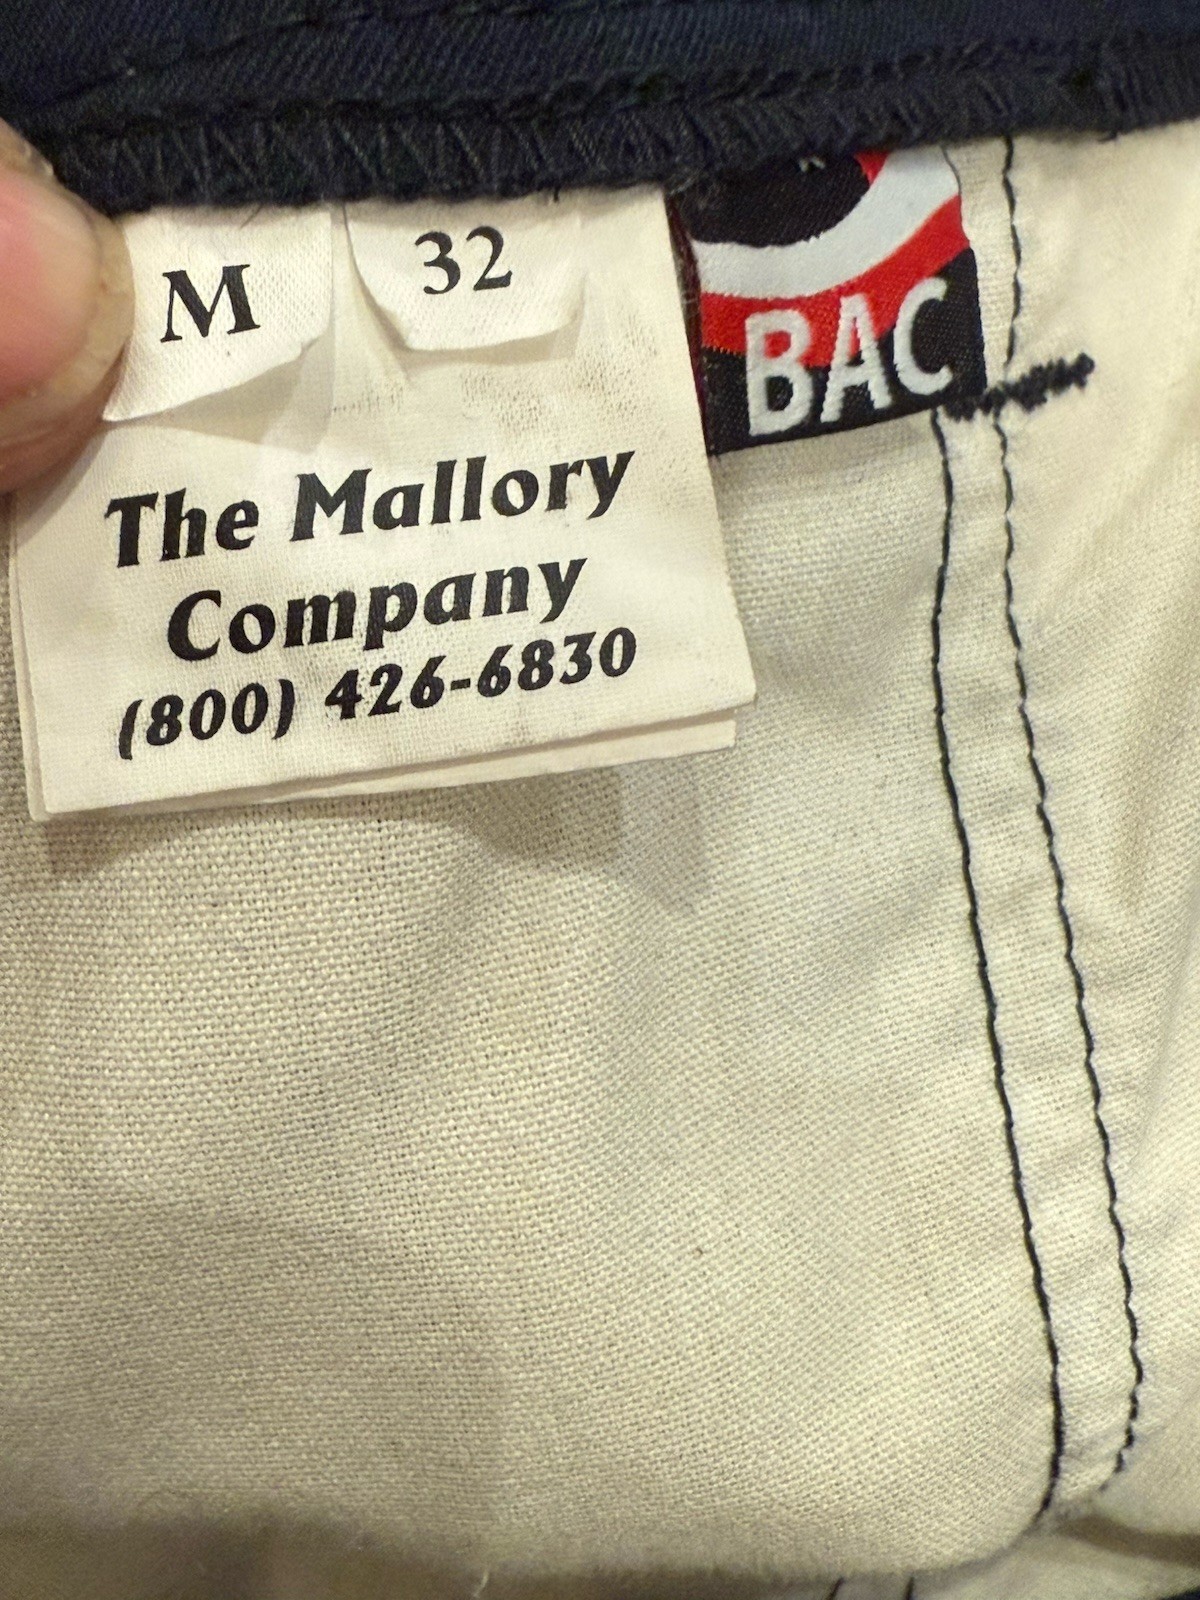 M
32
BAC
The Mallory
Company
(800) 426-6830